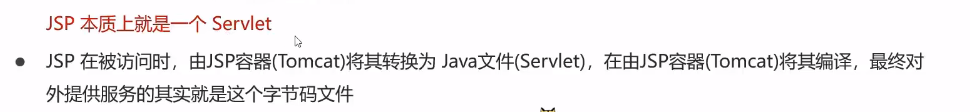 JSP 本质上就是一个 Servlet
● JSP 在被访问时，由JSP容器(Tomcat)将其转换为 Java文件(Servlet)，在由JSP容器(Tomcat)将其编译，最终对
外提供服务的其实就是这个字节码文件